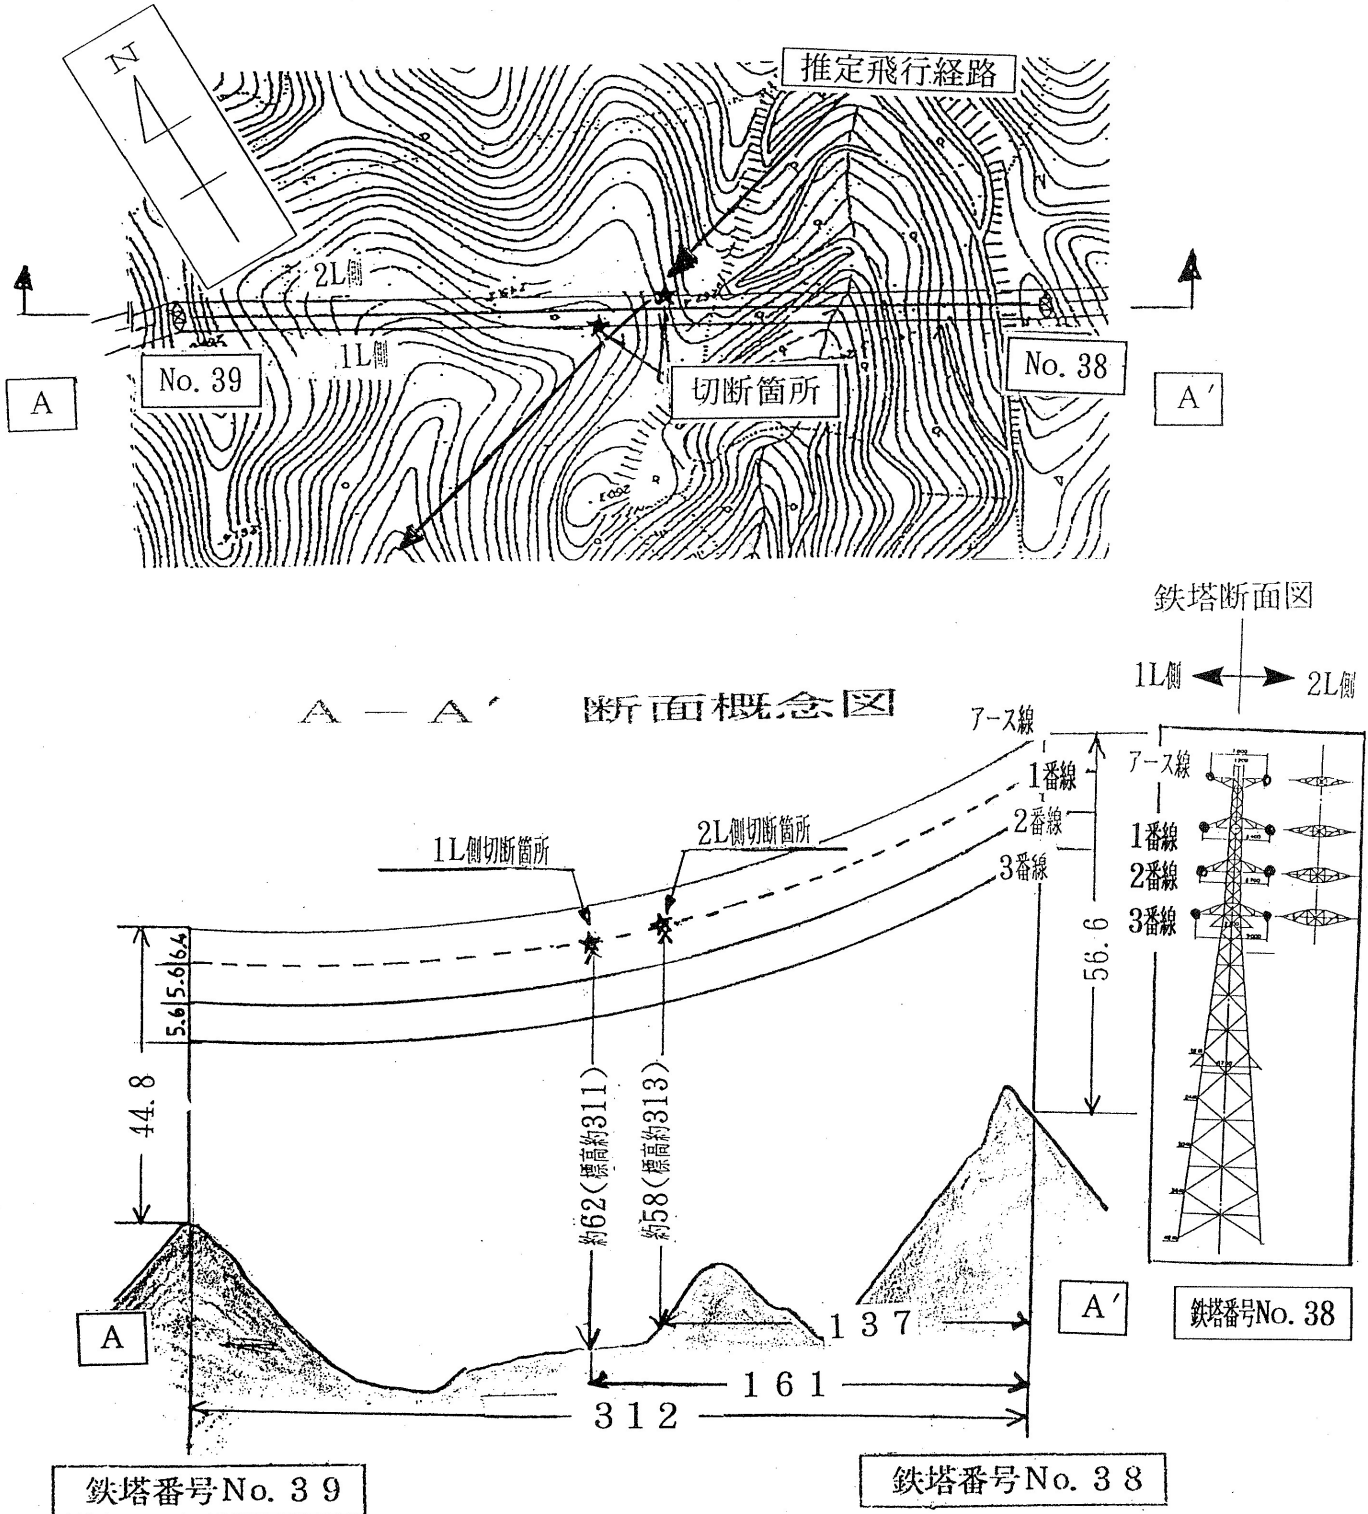 N
推定飛行経路
2L側
1L側
No. 39
No. 38
A
A′
切断箇所
鉄塔断面図
1L側
2L側
A－A′ 断面概念図
アース線
1番線
2番線
3番線
アース線
1番線
2番線
3番線
1L側切断箇所
2L側切断箇所
6.4
5.6
5.6
44.8
56.6
約62(標高約311)
約58(標高約313)
137
161
312
A
A′
鉄塔番号No. 38
鉄塔番号No. 39
鉄塔番号No. 38